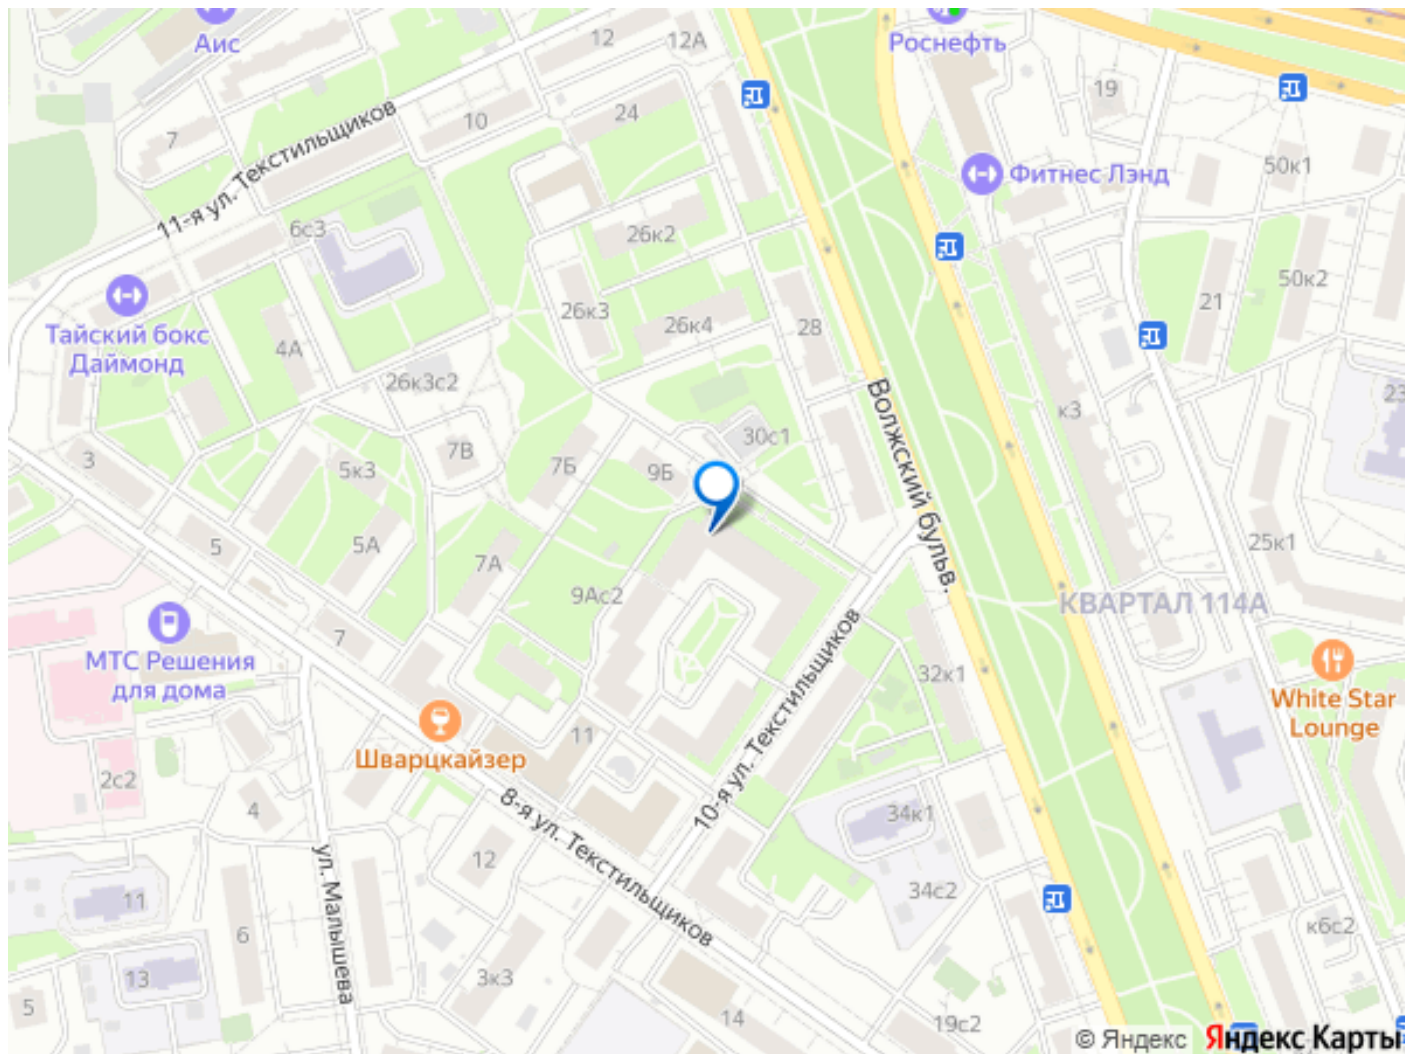 Аис
12
12А
Роснефть
19
7
10
24
11-я ул. Текстильщиков
Фитнес Лэнд
50к1
6с3
26к2
50к2
21
26к3
26к4
28
Тайский бокс
Даймонд
4А
26к3с2
к3
23
Волжский бульв.
30с1
3
5к3
7В
7Б
9Б
5
5А
7А
25к1
9Ас2
КВАРТАЛ 114А
МТС Решения
для дома
7
10-я ул. Текстильщиков
32к1
White Star
Lounge
Шварцкайзер
11
2с2
4
8-я ул. Текстильщиков
34к1
12
ул. Малышева
34с2
11
6
к6с2
13
3к3
5
14
19с2
© Яндекс
Яндекс Карты